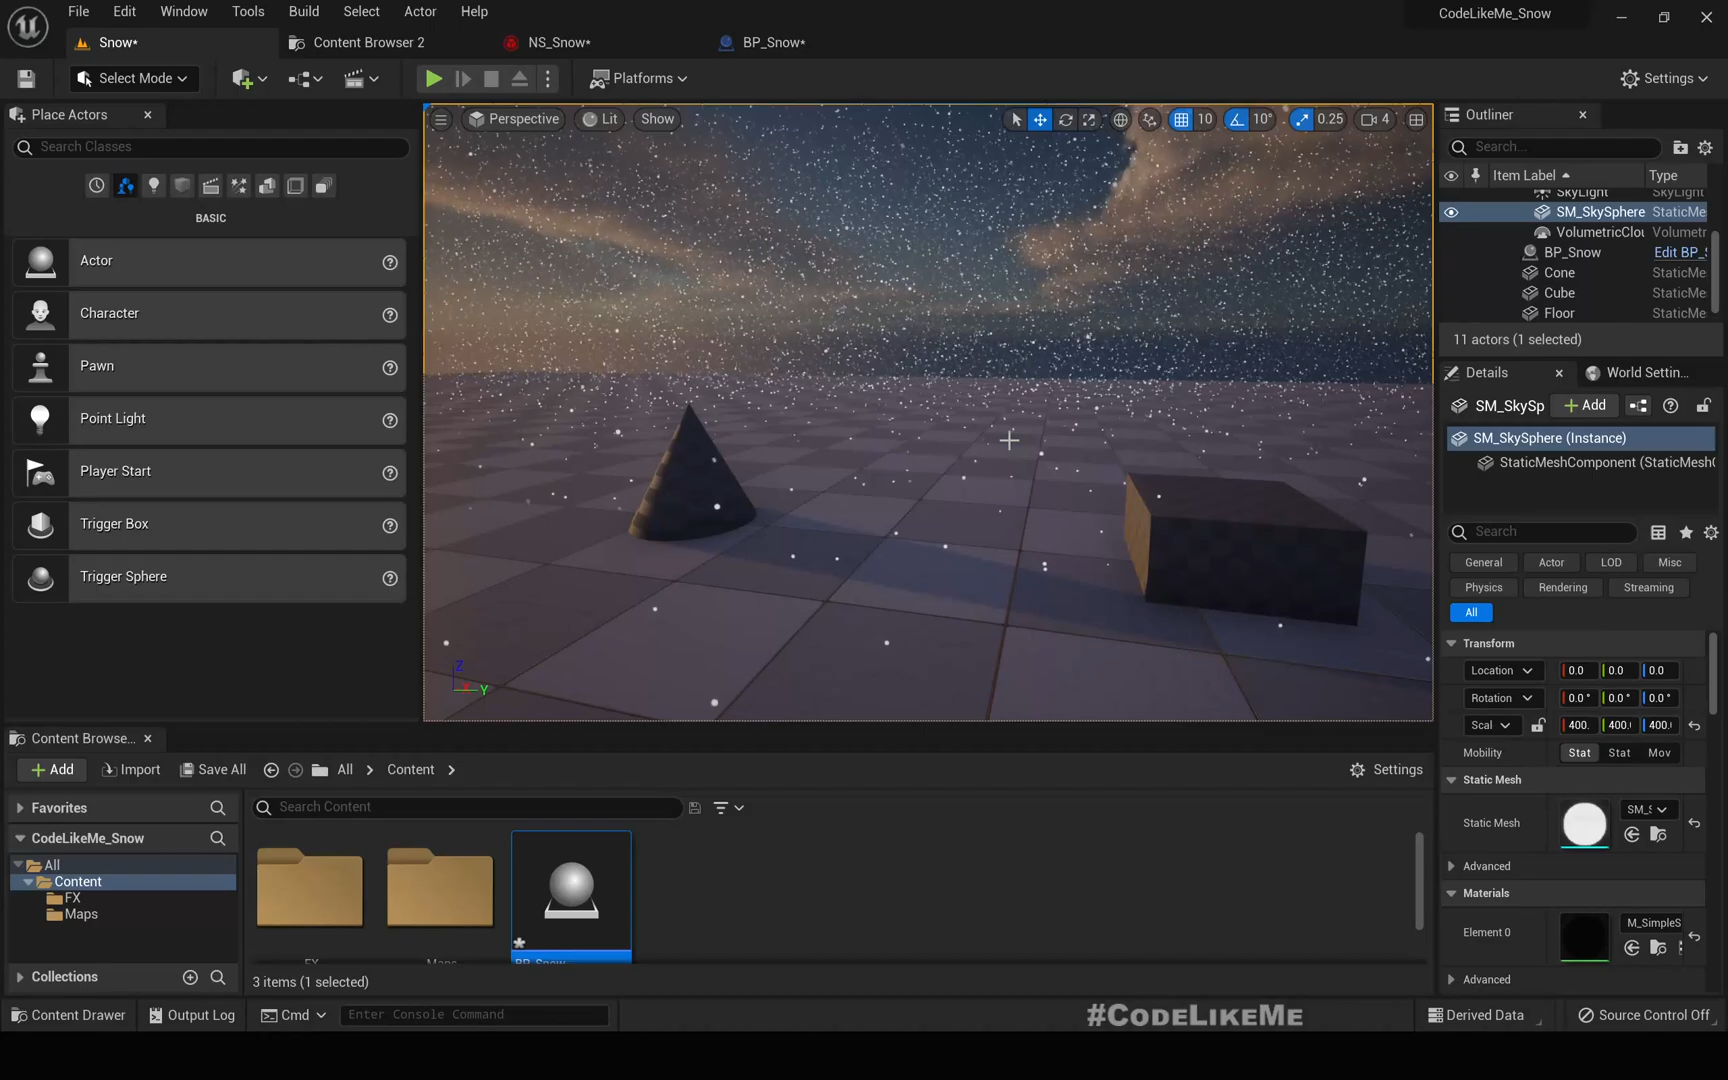 File Edit Window Tools Build Select Actor Help
CodeLikeMe_Snow
Snow*
Content Browser 2
NS_Snow*
BP_Snow*
Select Mode
Platforms
Settings
Place Actors
Search Classes
BASIC
Actor
Character
Pawn
Point Light
Player Start
Trigger Box
Trigger Sphere
Perspective
Lit
Show
10
10°
0.25
4
Z
Y
Outliner
Search...
Item Label
Type
SkyLight SkyLight
SM_SkySphere StaticMe
VolumetricClou Volumetr
BP_Snow Edit BP_S
Cone StaticMe
Cube StaticMe
Floor StaticMe
11 actors (1 selected)
Details
World Settin...
SM_SkySp
Add
SM_SkySphere (Instance)
StaticMeshComponent (StaticMeshC
Search
General Actor LOD Misc
Physics Rendering Streaming
All
Transform
Location 0.0 0.0 0.0
Rotation 0.0° 0.0° 0.0°
Scal 400. 400. 400.
Mobility Stat Stat Mov
Static Mesh
Static Mesh SM_S
Advanced
Materials
Element 0 M_SimpleS
Advanced
Content Browse...
Add Import Save All All Content
Settings
Favorites
CodeLikeMe_Snow
All
Content
FX
Maps
Collections
Search Content
FX
Maps
BP_Snow
3 items (1 selected)
Content Drawer
Output Log
Cmd
Enter Console Command
#CodeLikeMe
Derived Data
Source Control Off